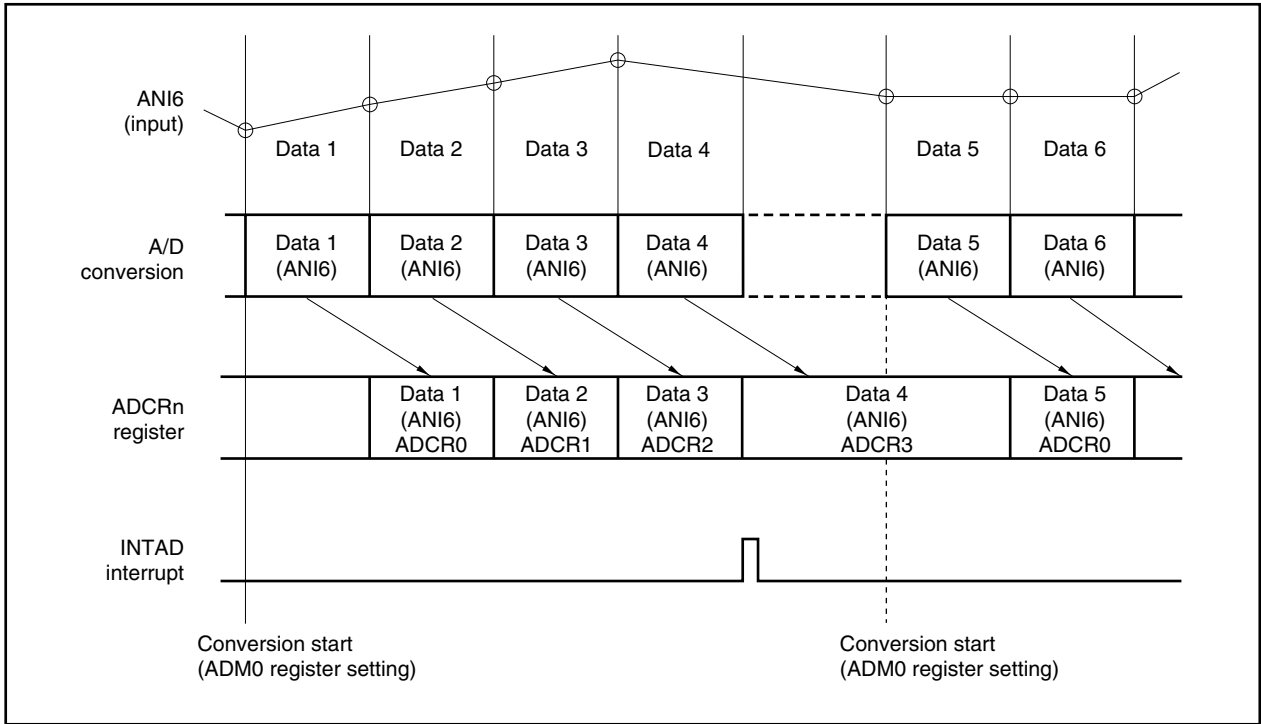 ANI6
(input)
Data 1
Data 2
Data 3
Data 4
Data 5
Data 6
A/D
conversion
Data 1
(ANI6)
Data 2
(ANI6)
Data 3
(ANI6)
Data 4
(ANI6)
Data 5
(ANI6)
Data 6
(ANI6)
ADCRn
register
Data 1
(ANI6)
ADCR0
Data 2
(ANI6)
ADCR1
Data 3
(ANI6)
ADCR2
Data 4
(ANI6)
ADCR3
Data 5
(ANI6)
ADCR0
INTAD
interrupt
Conversion start
(ADM0 register setting)
Conversion start
(ADM0 register setting)